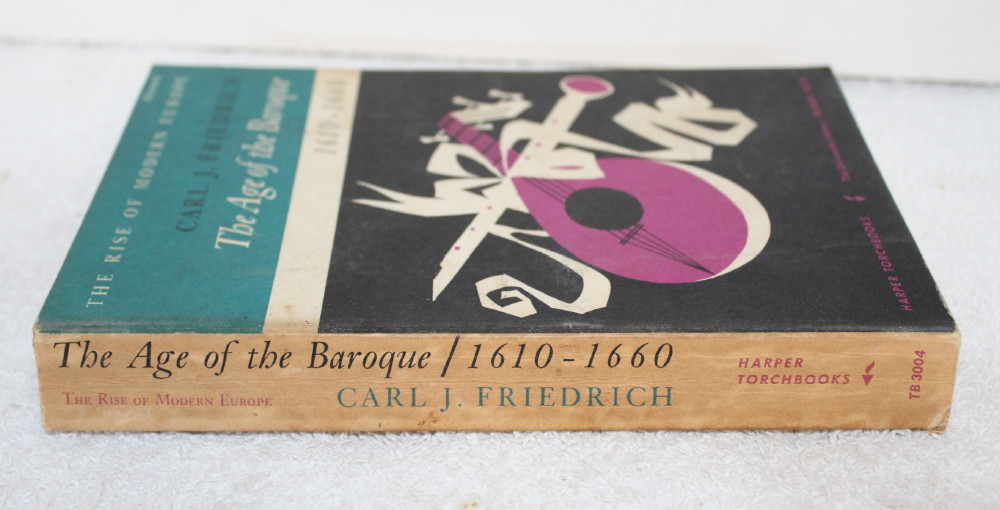 THE RISE OF MODERN EUROPE
CARL J. FRIEDRICH
The Age of the Baroque
1610-1660
HARPER TORCHBOOKS
The Age of the Baroque / 1610-1660
The Rise of Modern Europe
CARL J. FRIEDRICH
HARPER
TORCHBOOKS
TB 3004